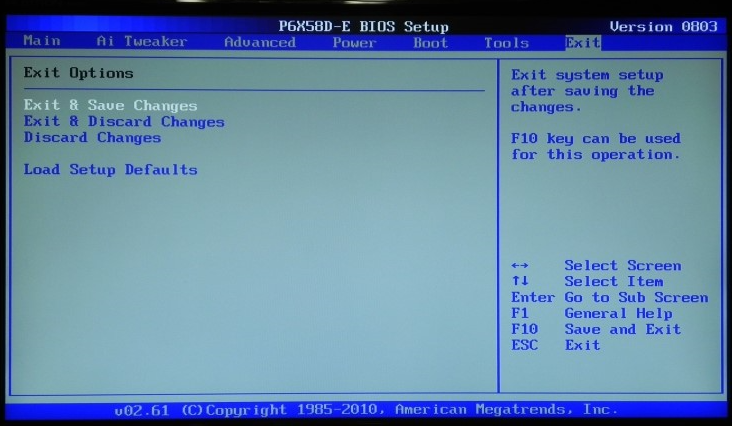 P6X58D-E BIOS Setup Version 0803
Main Ai Tweaker Advanced Power Boot Tools Exit
Exit Options
Exit & Save Changes
Exit & Discard Changes
Discard Changes
Load Setup Defaults
Exit system setup
after saving the
changes.
F10 key can be used
for this operation.
←→ Select Screen
↑↓ Select Item
Enter Go to Sub Screen
F1 General Help
F10 Save and Exit
ESC Exit
v02.61 (C)Copyright 1985-2010, American Megatrends, Inc.